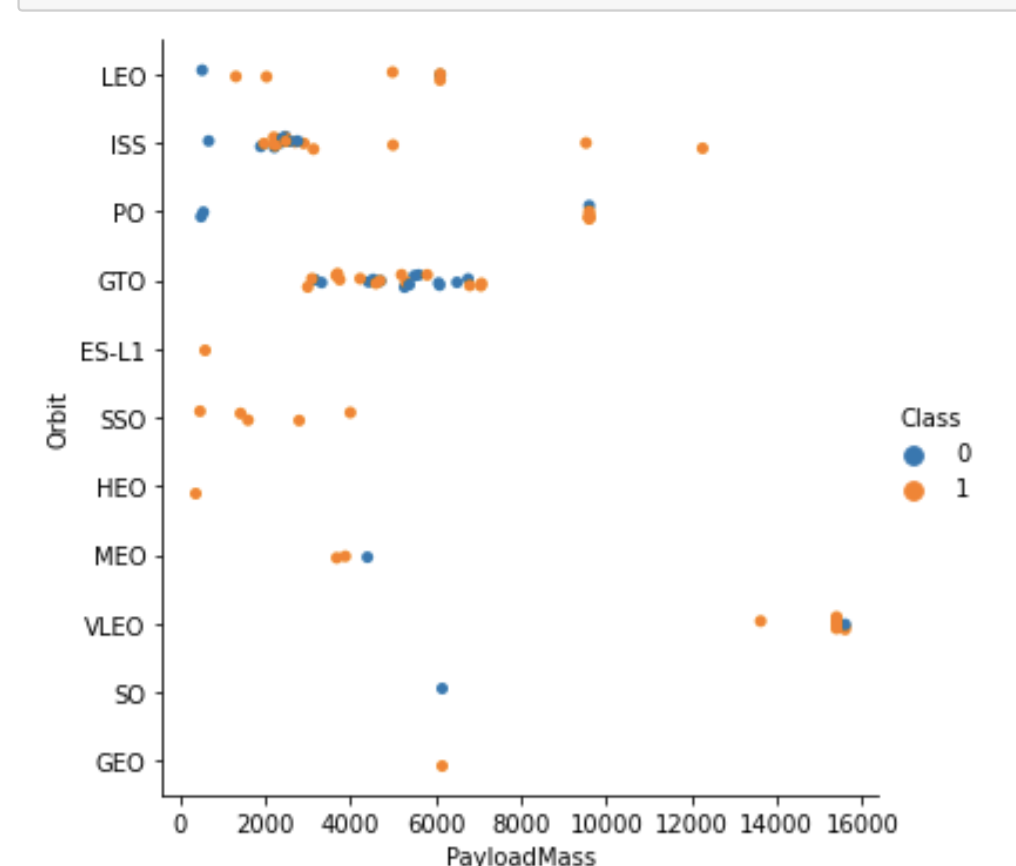 LEO
ISS
PO
GTO
ES-L1
SSO
HEO
MEO
VLEO
SO
GEO
Orbit
Class
0
1
0 2000 4000 6000 8000 10000 12000 14000 16000
PayloadMass